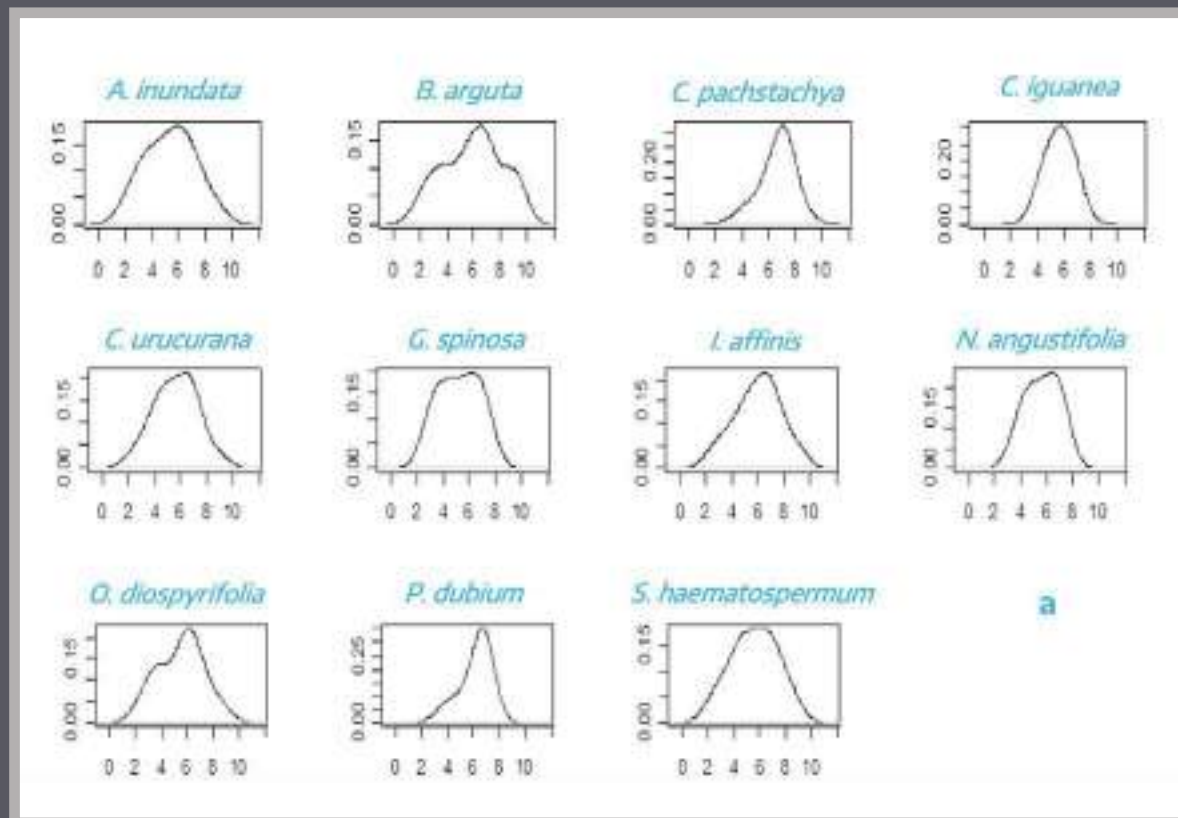 A. inundata B. arguta C. pachstachya C. iguanea
0.15 0.15 0.20 0.20
0.00 0.00 0.00 0.00
0 2 4 6 8 10 0 2 4 6 8 10 0 2 4 6 8 10 0 2 4 6 8 10
C. urucurana G. spinosa I. affinis N. angustifolia
0.15 0.15 0.15 0.15
0.00 0.00 0.00 0.00
0 2 4 6 8 10 0 2 4 6 8 10 0 2 4 6 8 10 0 2 4 6 8 10
O. diospyrifolia P. dubium S. haematospermum
a
0.15 0.25 0.15
0.00 0.00 0.00
0 2 4 6 8 10 0 2 4 6 8 10 0 2 4 6 8 10